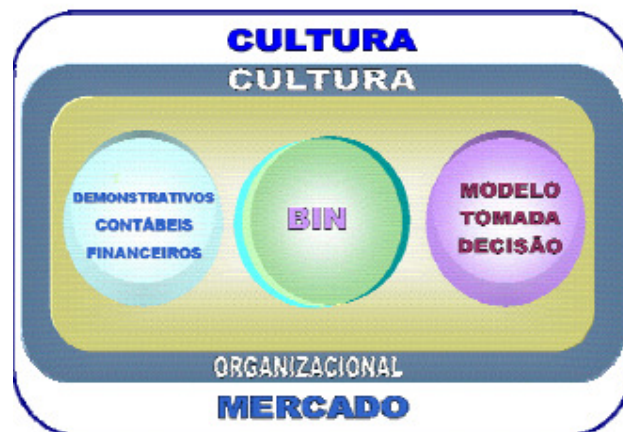 CULTURA
CULTURA
DEMONSTRATIVOS
CONTÁBEIS
FINANCEIROS
BIN
MODELO
TOMADA
DECISÃO
ORGANIZACIONAL
MERCADO